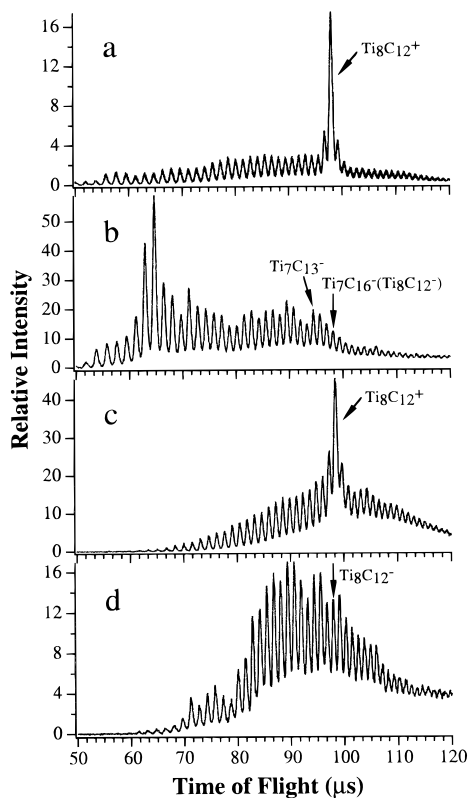 Relative Intensity
a
Ti8C12+
16
12
8
4
0
b
Ti7C13-
Ti7C16-(Ti8C12-)
50
40
30
20
10
0
c
Ti8C12+
40
30
20
10
0
d
Ti8C12-
16
12
8
4
0
50 60 70 80 90 100 110 120
Time of Flight (μs)